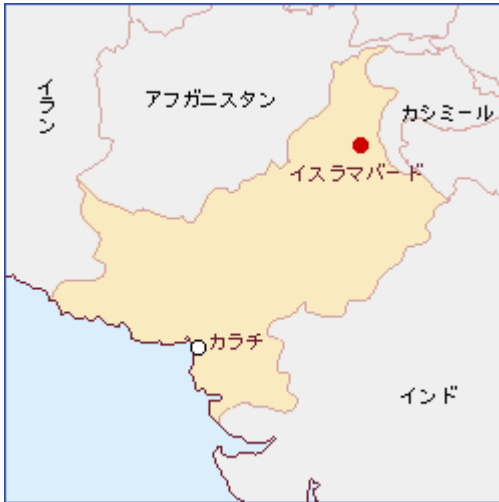 イラン
アフガニスタン
カシミール
イスラマバード
カラチ
インド